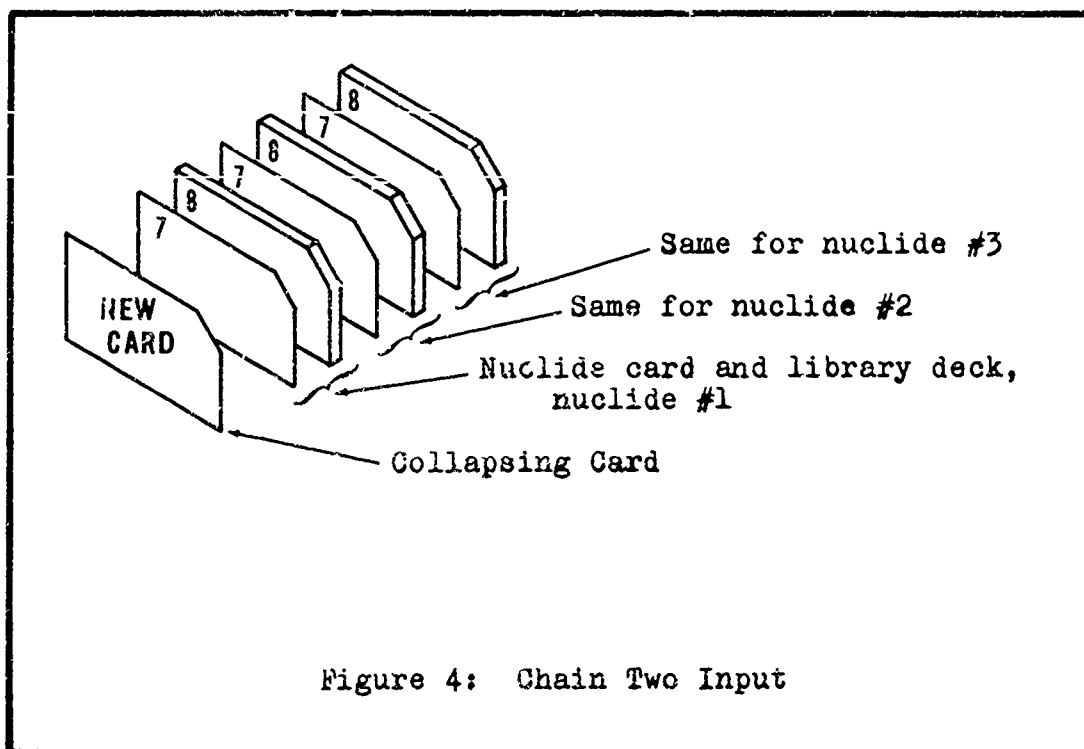 8
7
8
7
8
7
NEW
CARD
Same for nuclide #3
Same for nuclide #2
Nuclide card and library deck,
nuclide #1
Collapsing Card
Figure 4: Chain Two Input